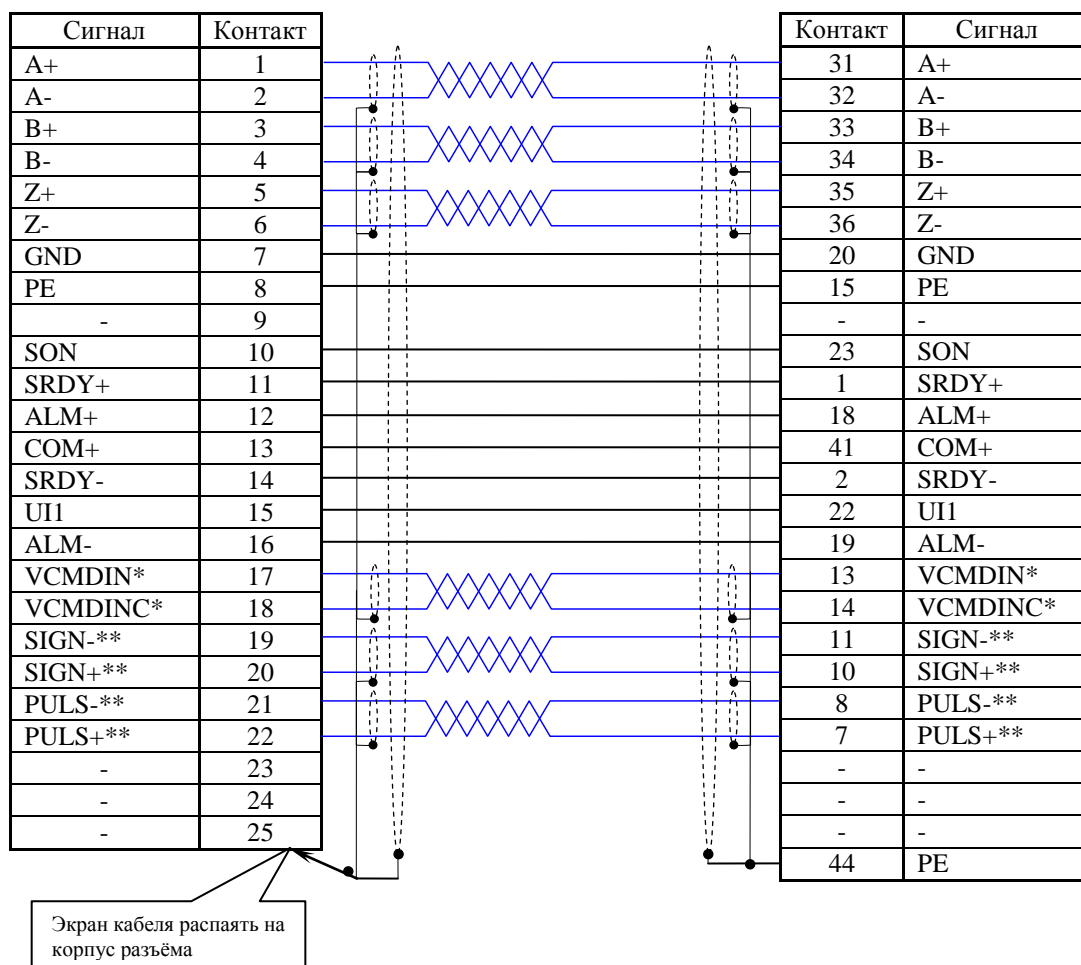 Сигнал Контакт Контакт Сигнал
A+ 1 31 A+
A- 2 32 A-
B+ 3 33 B+
B- 4 34 B-
Z+ 5 35 Z+
Z- 6 36 Z-
GND 7 20 GND
PE 8 15 PE
- 9 - -
SON 10 23 SON
SRDY+ 11 1 SRDY+
ALM+ 12 18 ALM+
COM+ 13 41 COM+
SRDY- 14 2 SRDY-
UI1 15 22 UI1
ALM- 16 19 ALM-
VCMDIN* 17 13 VCMDIN*
VCMDINC* 18 14 VCMDINC*
SIGN-** 19 11 SIGN-**
SIGN+** 20 10 SIGN+**
PULS-** 21 8 PULS-**
PULS+** 22 7 PULS+**
- 23 - -
- 24 - -
- 25 - -
44 PE
Экран кабеля распаять на
корпус разъёма